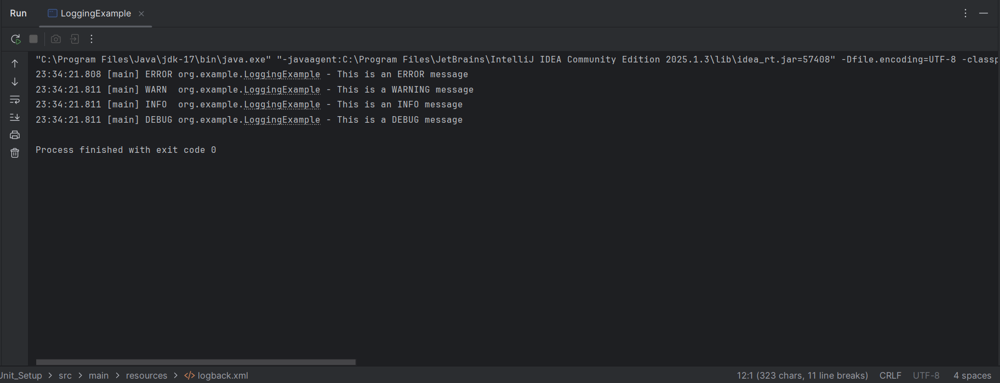 Run LoggingExample
"C:\Program Files\Java\jdk-17\bin\java.exe" "-javaagent:C:\Program Files\JetBrains\IntelliJ IDEA Community Edition 2025.1.3\lib\idea_rt.jar=57408" -Dfile.encoding=UTF-8 -classp
23:34:21.808 [main] ERROR org.example.LoggingExample - This is an ERROR message
23:34:21.811 [main] WARN  org.example.LoggingExample - This is a WARNING message
23:34:21.811 [main] INFO  org.example.LoggingExample - This is an INFO message
23:34:21.811 [main] DEBUG org.example.LoggingExample - This is a DEBUG message
Process finished with exit code 0
Unit_Setup > src > main > resources > </> logback.xml 12:1 (323 chars, 11 line breaks) CRLF UTF-8 4 spaces